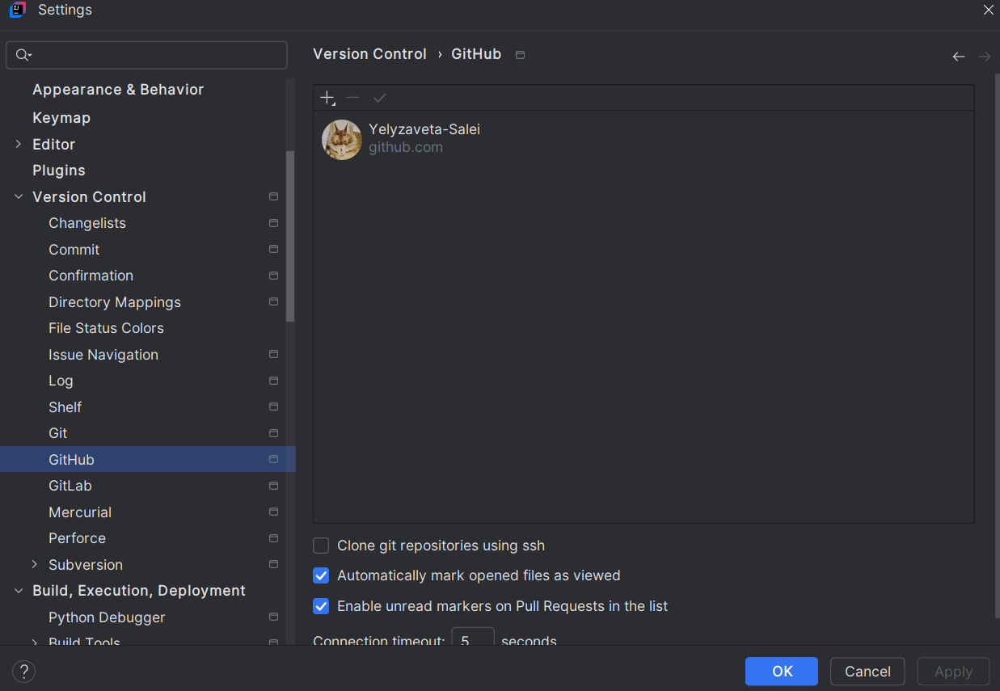 Settings
Version Control › GitHub
Appearance & Behavior
Keymap
Editor
Plugins
Version Control
Changelists
Commit
Confirmation
Directory Mappings
File Status Colors
Issue Navigation
Log
Shelf
Git
GitHub
GitLab
Mercurial
Perforce
Subversion
Build, Execution, Deployment
Python Debugger
Build Tools
Yelyzaveta-Salei
github.com
Clone git repositories using ssh
Automatically mark opened files as viewed
Enable unread markers on Pull Requests in the list
Connection timeout: 5 seconds
?
OK Cancel Apply